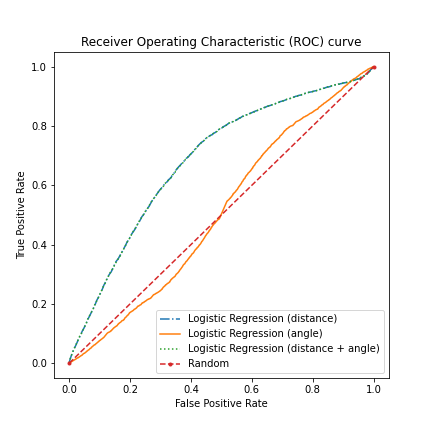 Receiver Operating Characteristic (ROC) curve
True Positive Rate
1.0
0.8
0.6
0.4
0.2
0.0
Logistic Regression (distance)
Logistic Regression (angle)
Logistic Regression (distance + angle)
Random
0.0 0.2 0.4 0.6 0.8 1.0
False Positive Rate